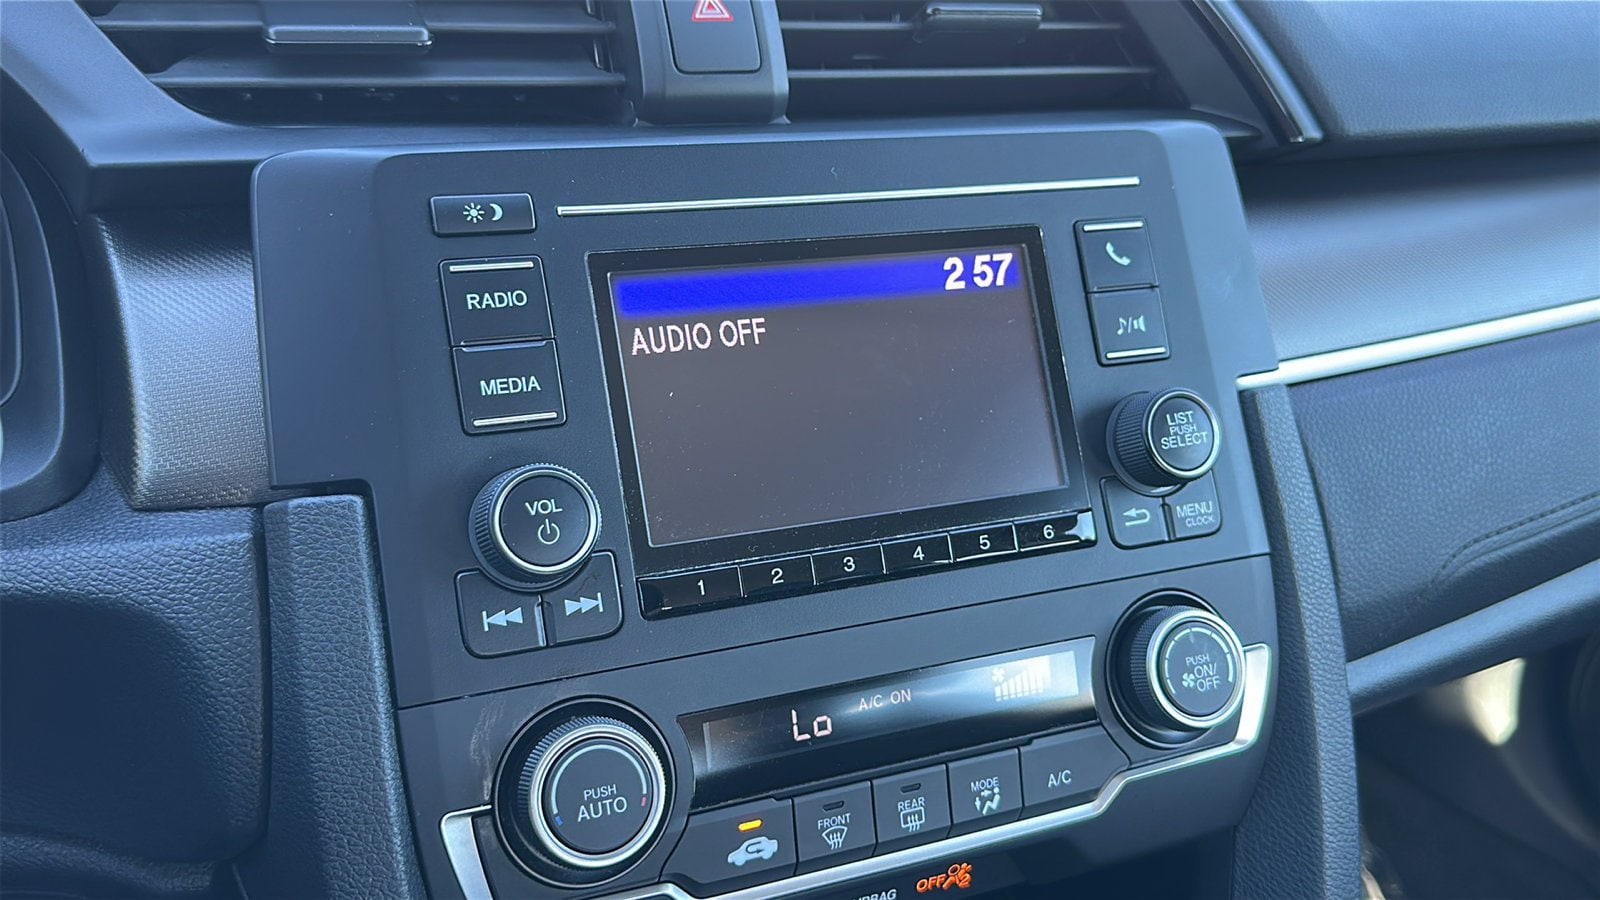 RADIO
MEDIA
2 57
AUDIO OFF
LIST
PUSH
SELECT
MENU
CLOCK
VOL
1 2 3 4 5 6
Lo
A/C ON
PUSH
ON/
OFF
PUSH
AUTO
FRONT
REAR
MODE
A/C
OFF 2